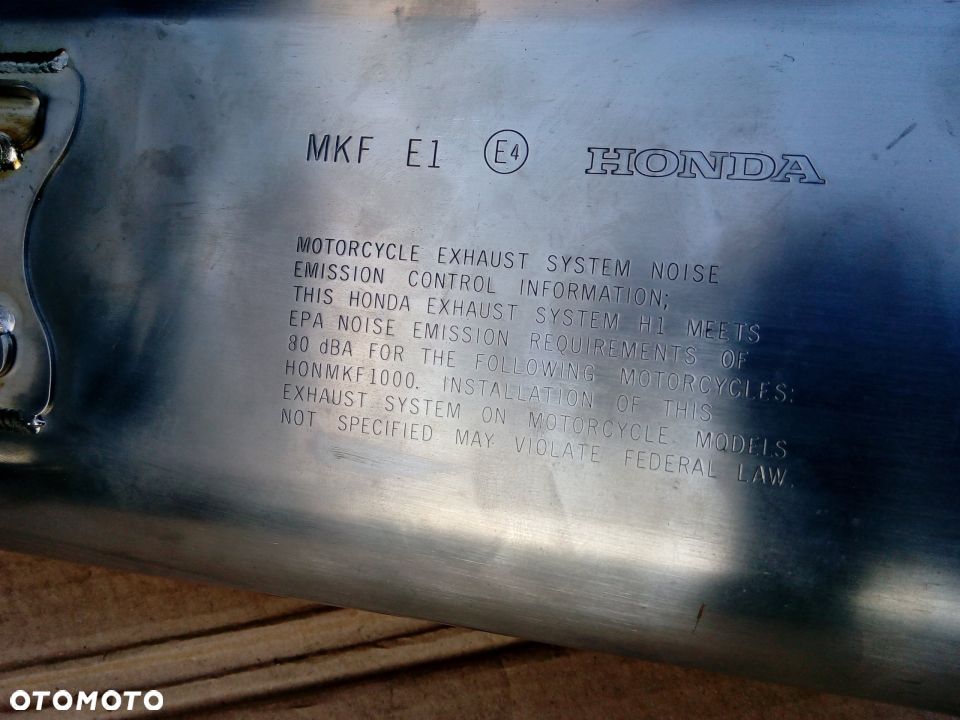 MKF E1 E4 HONDA
MOTORCYCLE EXHAUST SYSTEM NOISE
EMISSION CONTROL INFORMATION;
THIS HONDA EXHAUST SYSTEM H1 MEETS
EPA NOISE EMISSION REQUIREMENTS OF
80 dBA FOR THE FOLLOWING MOTORCYCLES:
HONMKF1000. INSTALLATION OF THIS
EXHAUST SYSTEM ON MOTORCYCLE MODELS
NOT SPECIFIED MAY VIOLATE FEDERAL LAW.
OTOMOTO